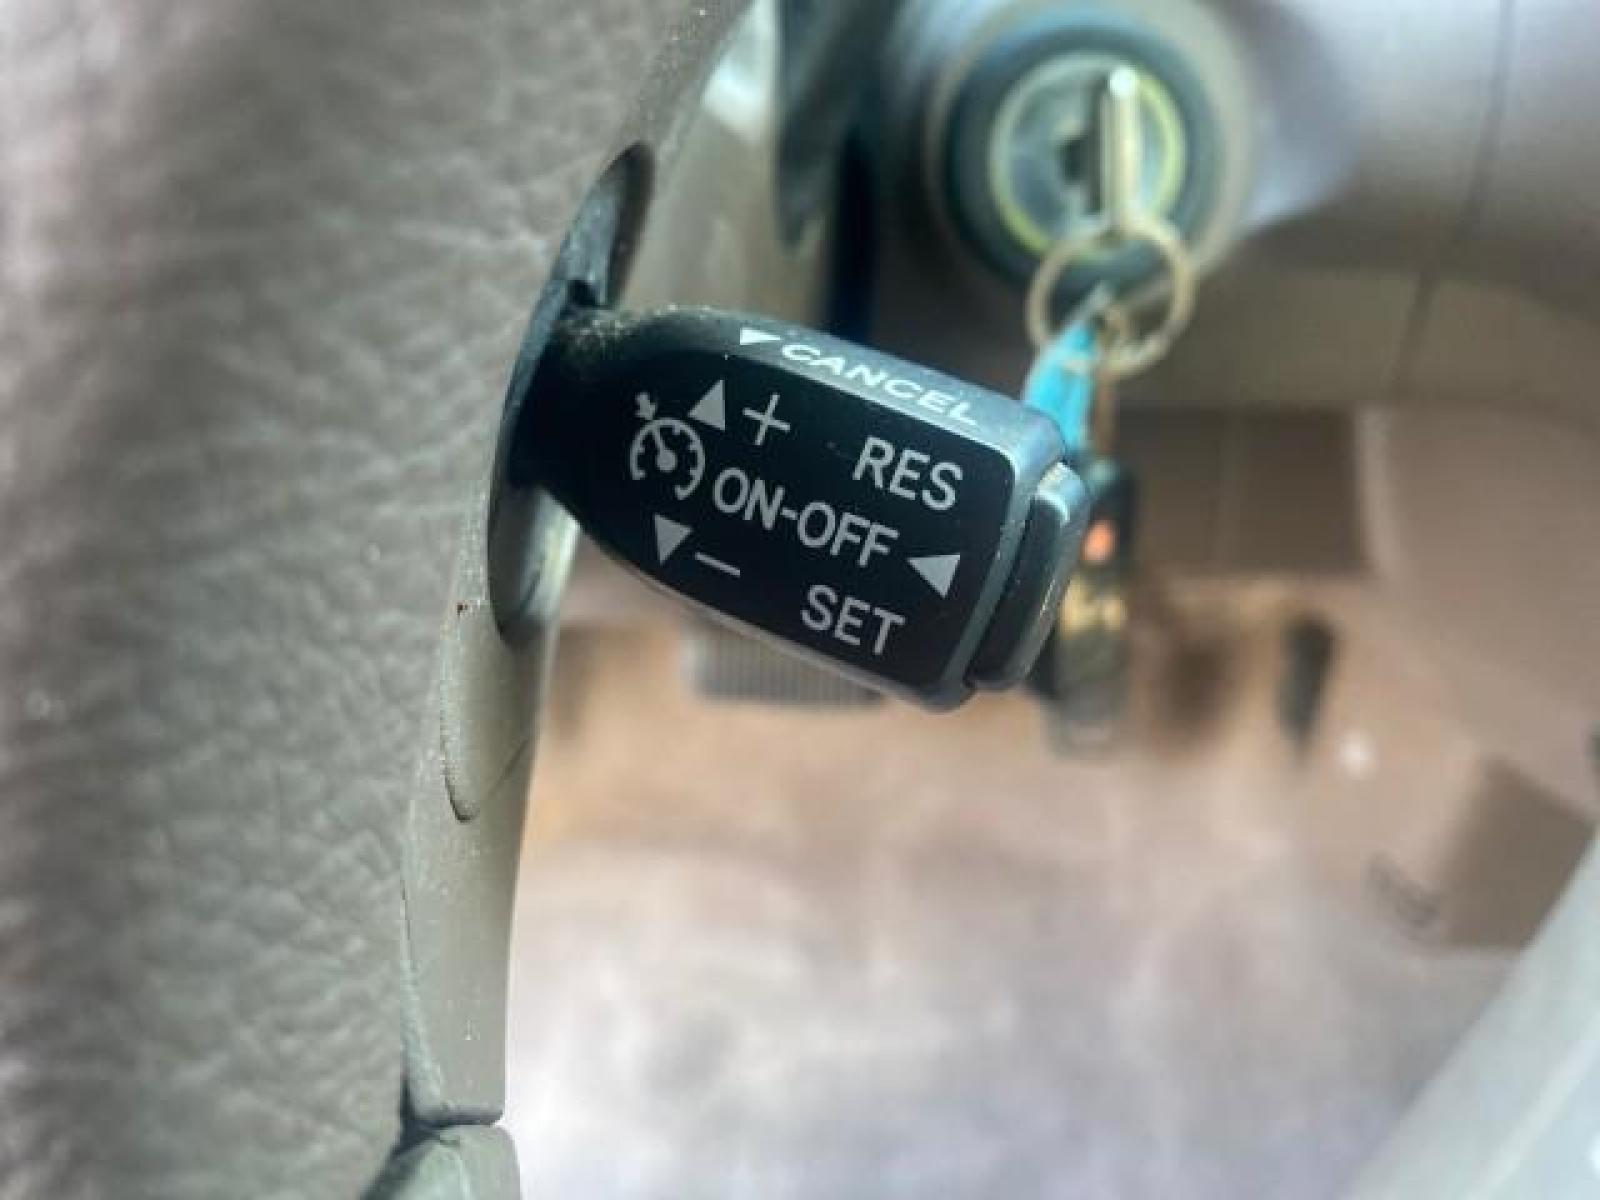 ▼CANCEL
▲+ RES
ON-OFF ◀
▼− SET